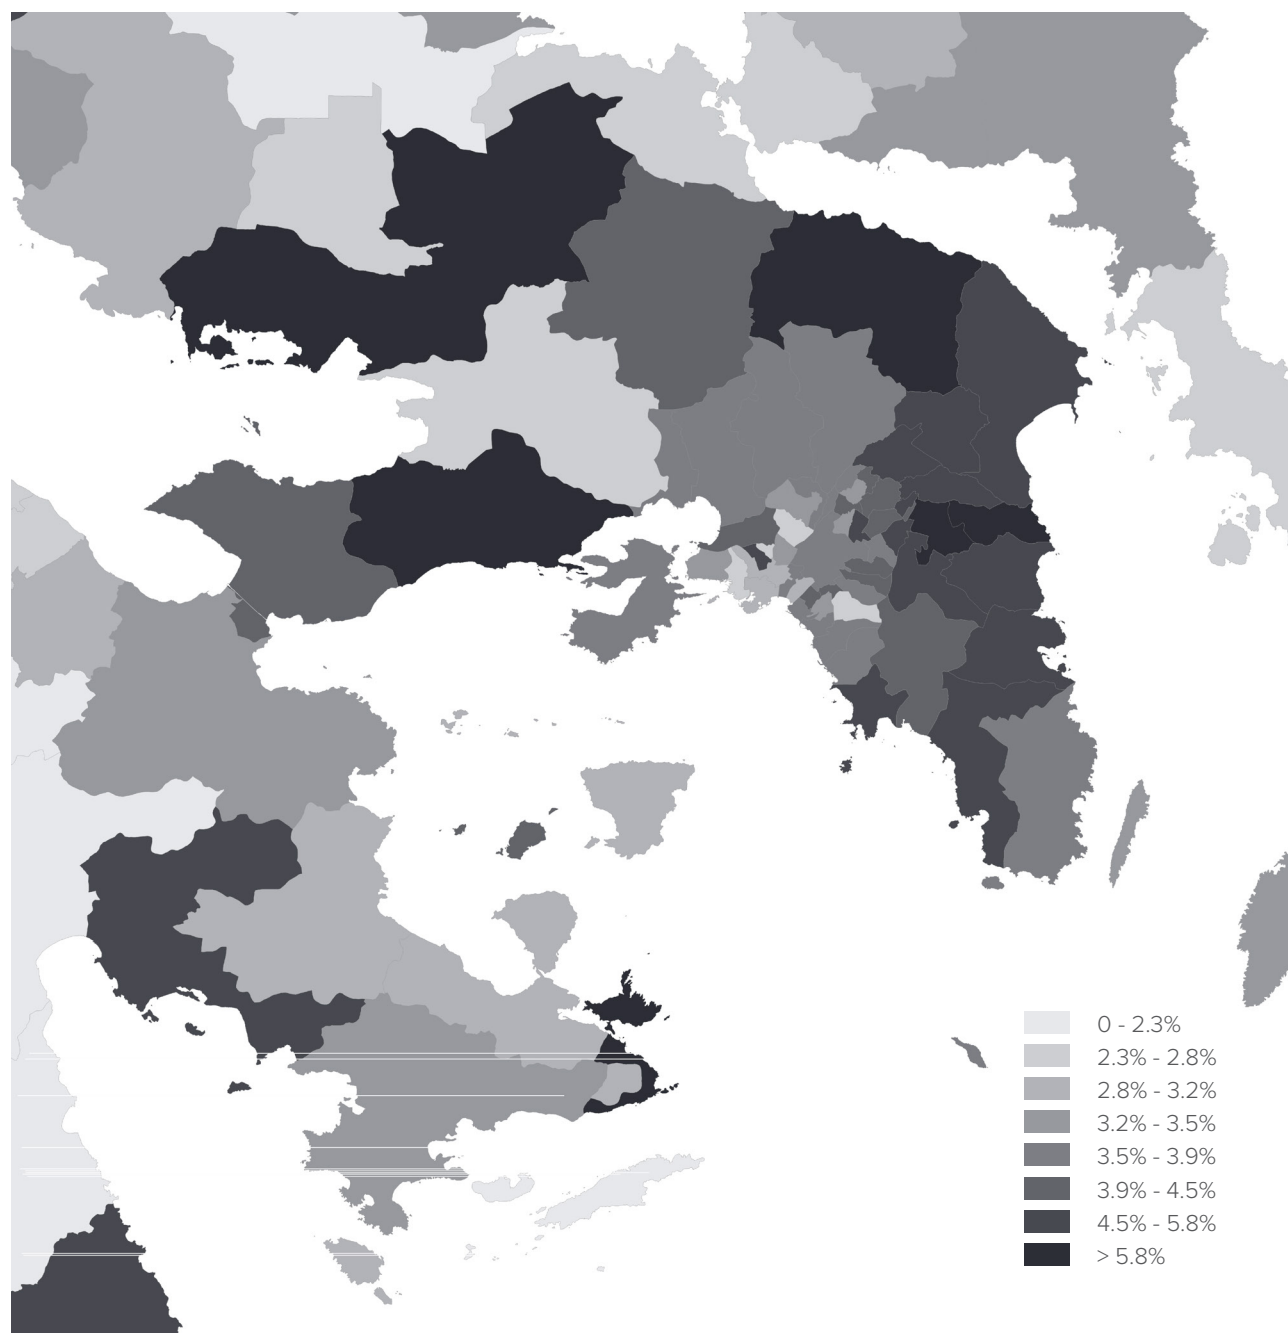 0 - 2.3%
2.3% - 2.8%
2.8% - 3.2%
3.2% - 3.5%
3.5% - 3.9%
3.9% - 4.5%
4.5% - 5.8%
> 5.8%